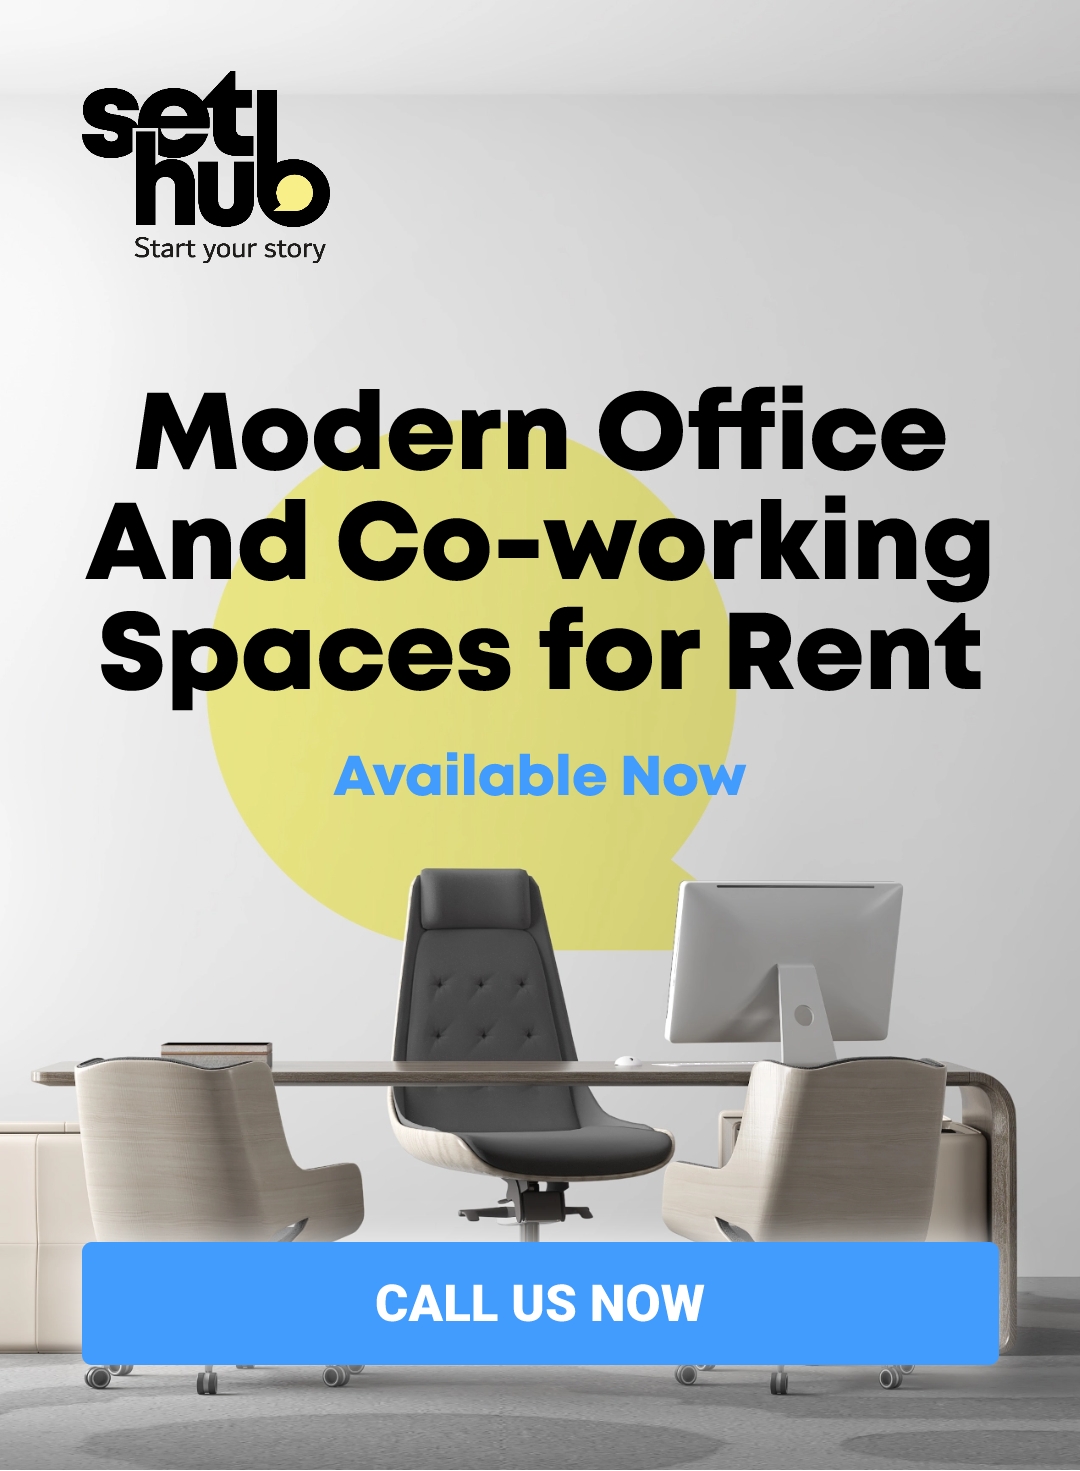 set
hub
Start your story
Modern Office
And Co-working
Spaces for Rent
Available Now
CALL US NOW